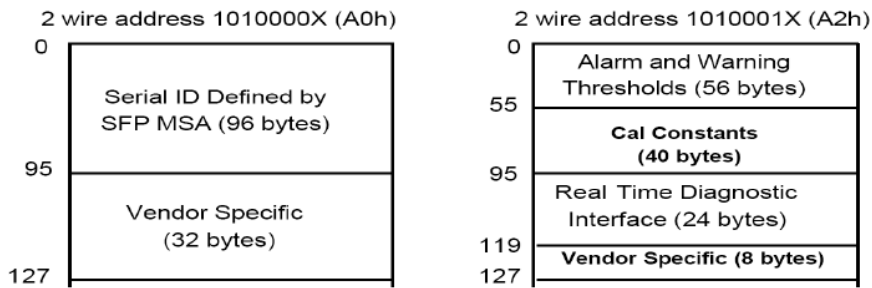 2 wire address 1010000X (A0h)
0
Serial ID Defined by
SFP MSA (96 bytes)
95
Vendor Specific
(32 bytes)
127
2 wire address 1010001X (A2h)
0
Alarm and Warning
Thresholds (56 bytes)
55
Cal Constants
(40 bytes)
95
Real Time Diagnostic
Interface (24 bytes)
119
Vendor Specific (8 bytes)
127